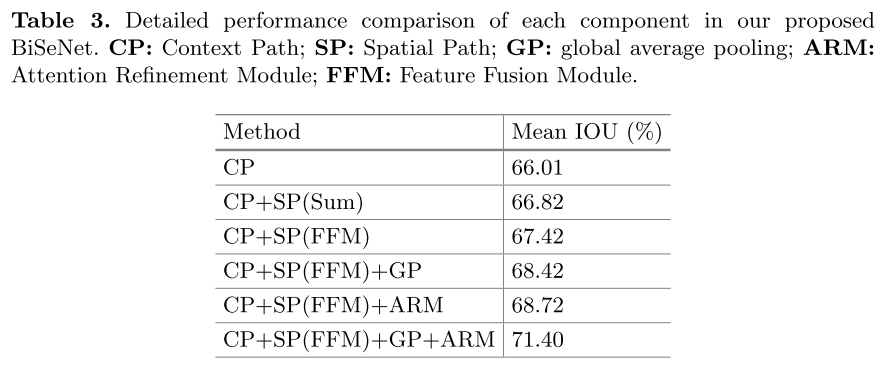 Table 3. Detailed performance comparison of each component in our proposed
BiSeNet. CP: Context Path; SP: Spatial Path; GP: global average pooling; ARM:
Attention Refinement Module; FFM: Feature Fusion Module.
Method Mean IOU (%)
CP 66.01
CP+SP(Sum) 66.82
CP+SP(FFM) 67.42
CP+SP(FFM)+GP 68.42
CP+SP(FFM)+ARM 68.72
CP+SP(FFM)+GP+ARM 71.40